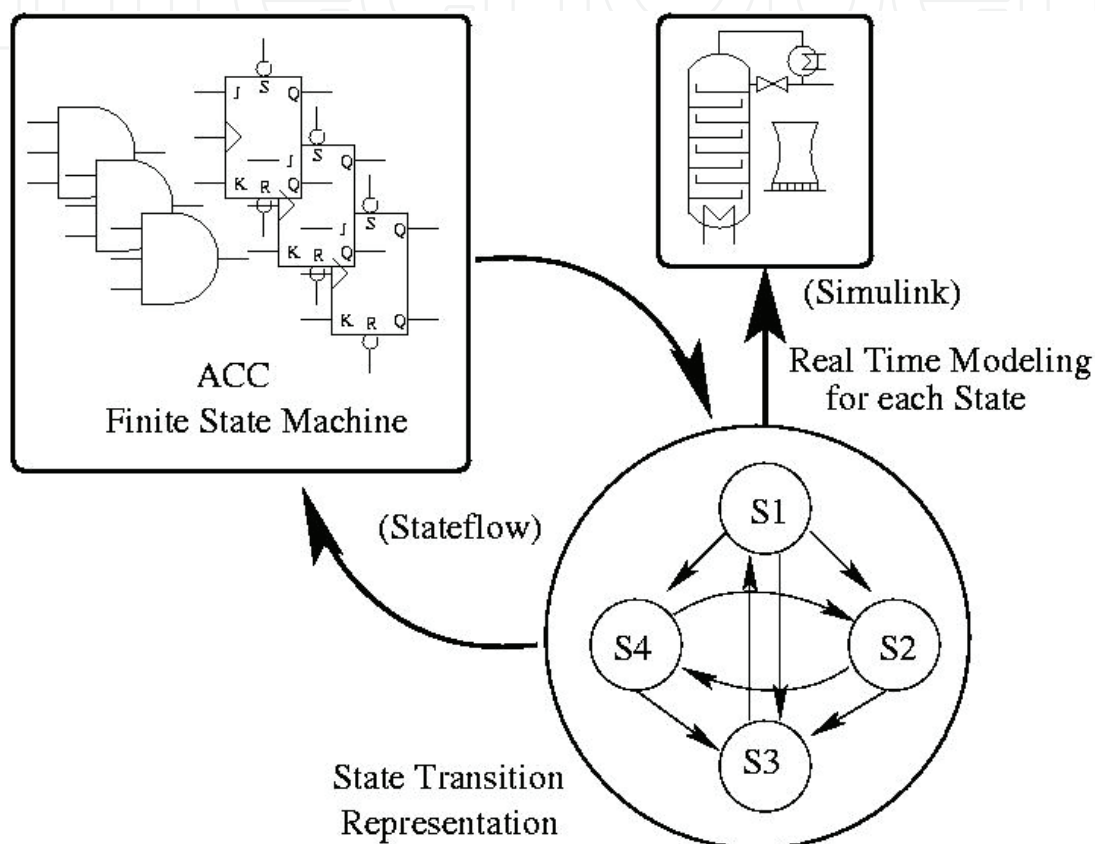 J S Q
K R Q
J S Q
K R Q
J S Q
K R Q
ACC
Finite State Machine
(Simulink)
Real Time Modeling
for each State
(Stateflow)
S1
S4
S2
S3
State Transition
Representation